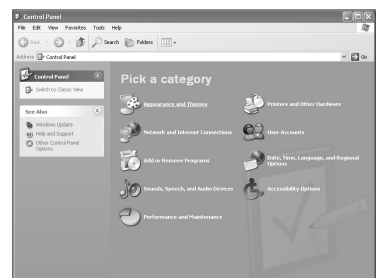 Control Panel
File Edit View Favorites Tools Help
Back Search Folders
Address Control Panel Go
Control Panel
Switch to Classic View
See Also
Windows Update
Help and Support
Other Control Panel
Options
Pick a category
Appearance and Themes
Printers and Other Hardware
Network and Internet Connections
User Accounts
Add or Remove Programs
Date, Time, Language, and Regional
Options
Sounds, Speech, and Audio Devices
Accessibility Options
Performance and Maintenance